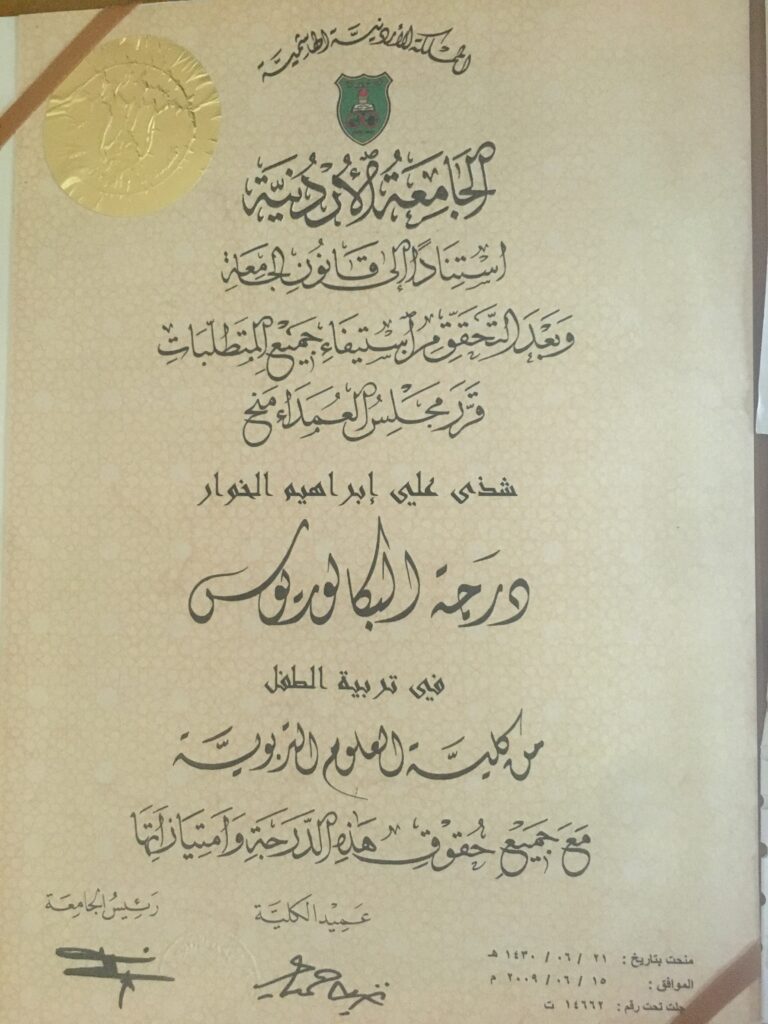 المملكة الأردنية الهاشمية
الجامعة الأردنية
استنادًا إلى قانون الجامعة
وبعد التحقق من استيفاء جميع المتطلبات
قرر مجلس العمداء منح
شذى علي إبراهيم الخوار
درجة البكالوريوس
في تربية الطفل
من كلية العلوم التربوية
مع جميع حقوق هذه الدرجة وامتيازاتها
رئيس الجامعة
عميد الكلية
منحت بتاريخ : ٢١ / ٠٦ / ١٤٣٠ هـ
الموافق : ١٥ / ٠٦ / ٢٠٠٩ م
جلت تحت رقم : ١٤٦٦٢ ت